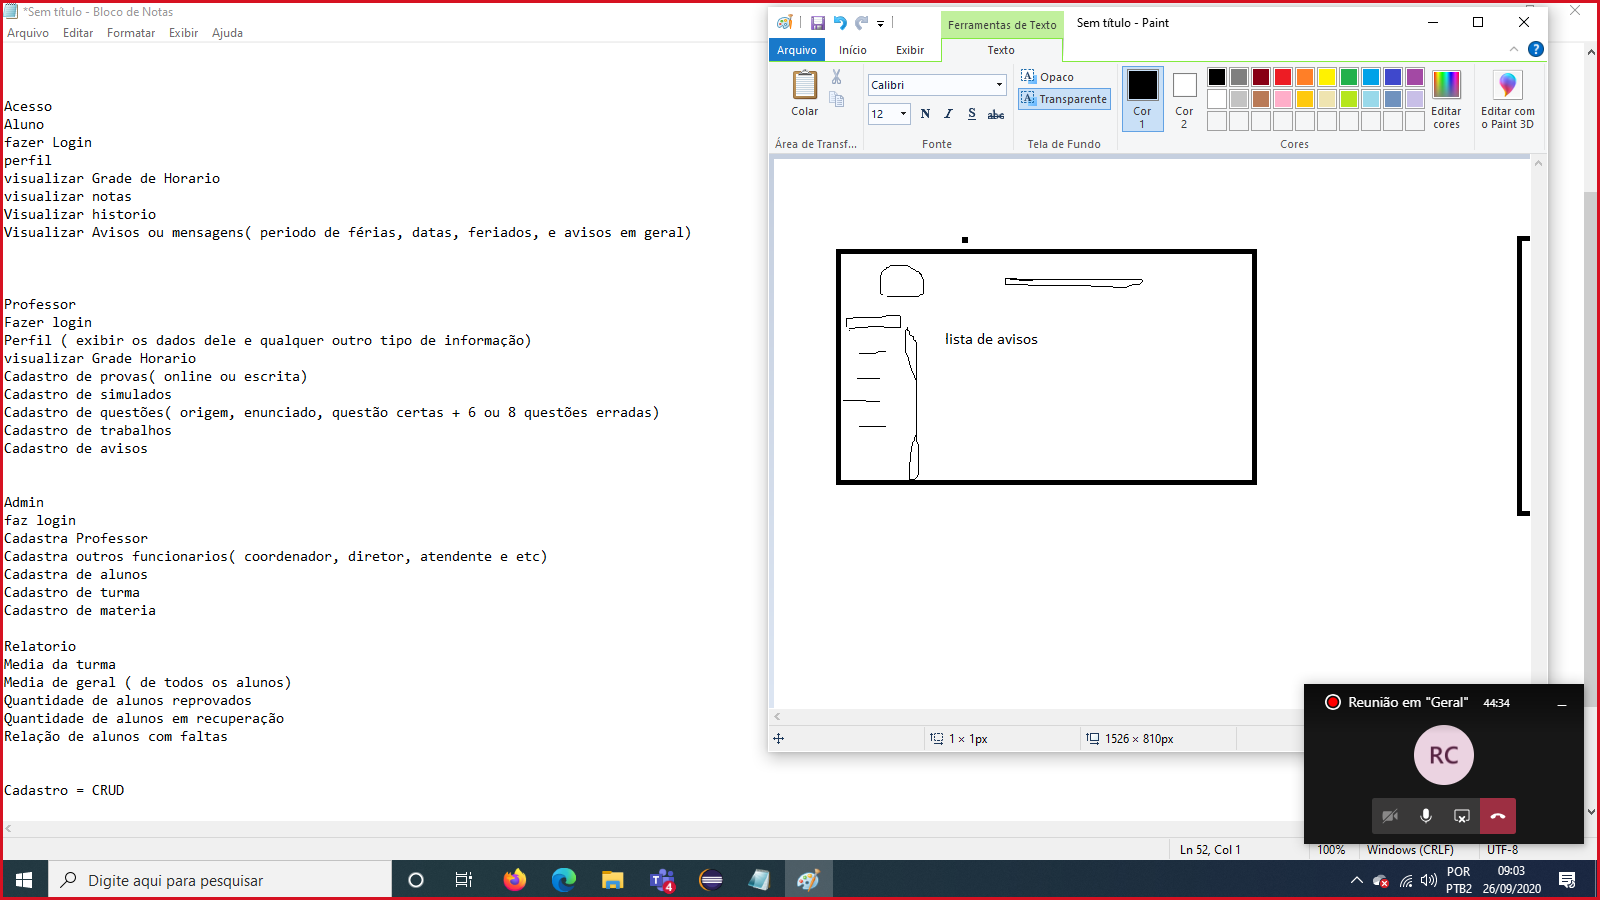 *Sem título - Bloco de Notas
Arquivo Editar Formatar Exibir Ajuda
Acesso
Aluno
fazer Login
perfil
visualizar Grade de Horario
visualizar notas
Visualizar historio
Visualizar Avisos ou mensagens( periodo de férias, datas, feriados, e avisos em geral)
Professor
Fazer login
Perfil ( exibir os dados dele e qualquer outro tipo de informação)
visualizar Grade Horario
Cadastro de provas( online ou escrita)
Cadastro de simulados
Cadastro de questões( origem, enunciado, questão certas + 6 ou 8 questões erradas)
Cadastro de trabalhos
Cadastro de avisos
Admin
faz login
Cadastra Professor
Cadastra outros funcionarios( coordenador, diretor, atendente e etc)
Cadastra de alunos
Cadastro de turma
Cadastro de materia
Relatorio
Media da turma
Media de geral ( de todos os alunos)
Quantidade de alunos reprovados
Quantidade de alunos em recuperação
Relação de alunos com faltas
Cadastro = CRUD
Ln 52, Col 1 100% Windows (CRLF) UTF-8
Ferramentas de Texto Sem título - Paint
Arquivo Início Exibir Texto
Colar
Área de Transf...
Calibri
12 N I S abc
Fonte
Opaco
Transparente
Tela de Fundo
Cor 1
Cor 2
Cores
Editar cores
Editar com o Paint 3D
lista de avisos
1 × 1px 1526 × 810px
Reunião em "Geral" 44:34
RC
Digite aqui para pesquisar
4
POR
PTB2
09:03
26/09/2020